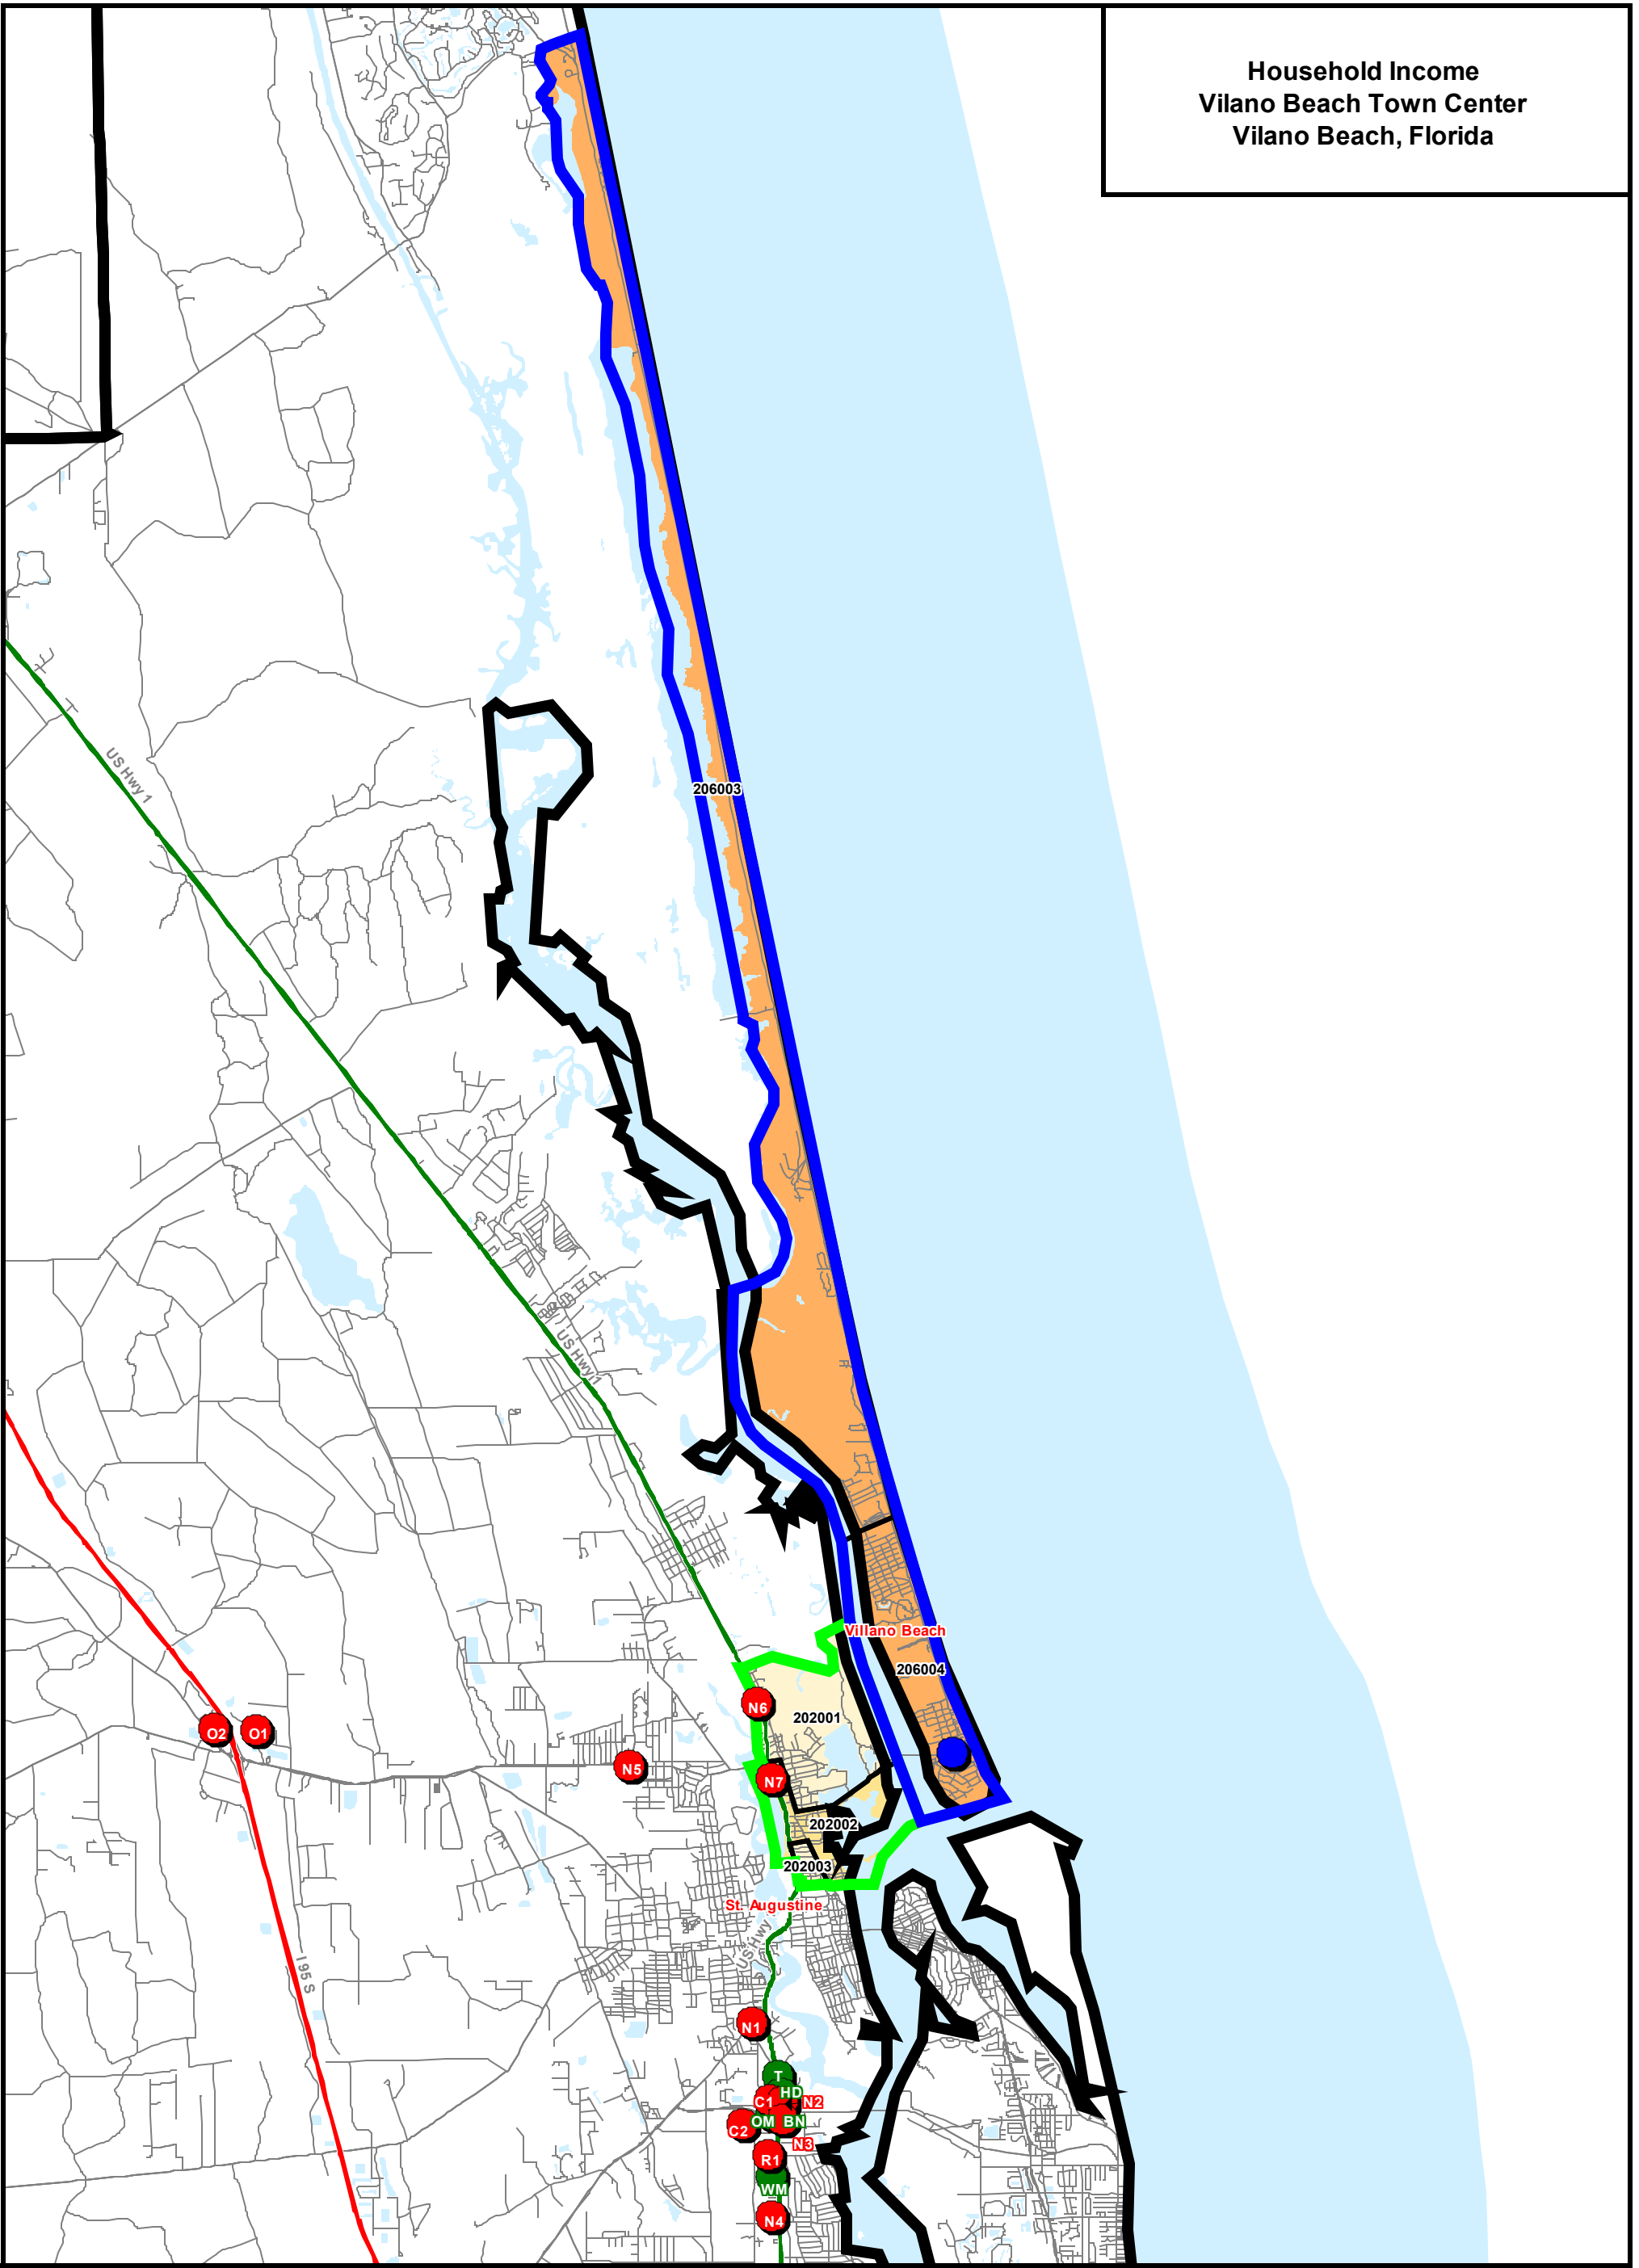 Household Income
Vilano Beach Town Center
Vilano Beach, Florida
US Hwy 1
206003
US Hwy 1
Villano Beach
206004
N6
202001
O2
O1
N5
N7
202002
202003
St. Augustine
US Hwy
I 95 S
N1
T
HD
C1
N2
OM
BN
C2
N3
R1
WM
N4